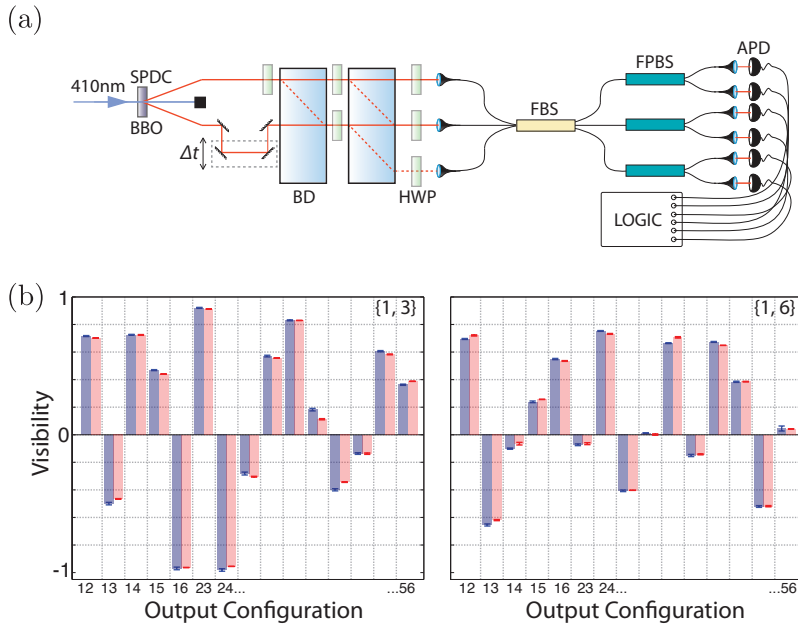 (a)
SPDC
410nm
BBO
Δt
BD
HWP
FBS
FPBS
APD
LOGIC
(b)
Visibility
1
0
-1
{1, 3}
12 13 14 15 16 23 24... ...56
Output Configuration
{1, 6}
12 13 14 15 16 23 24... ...56
Output Configuration